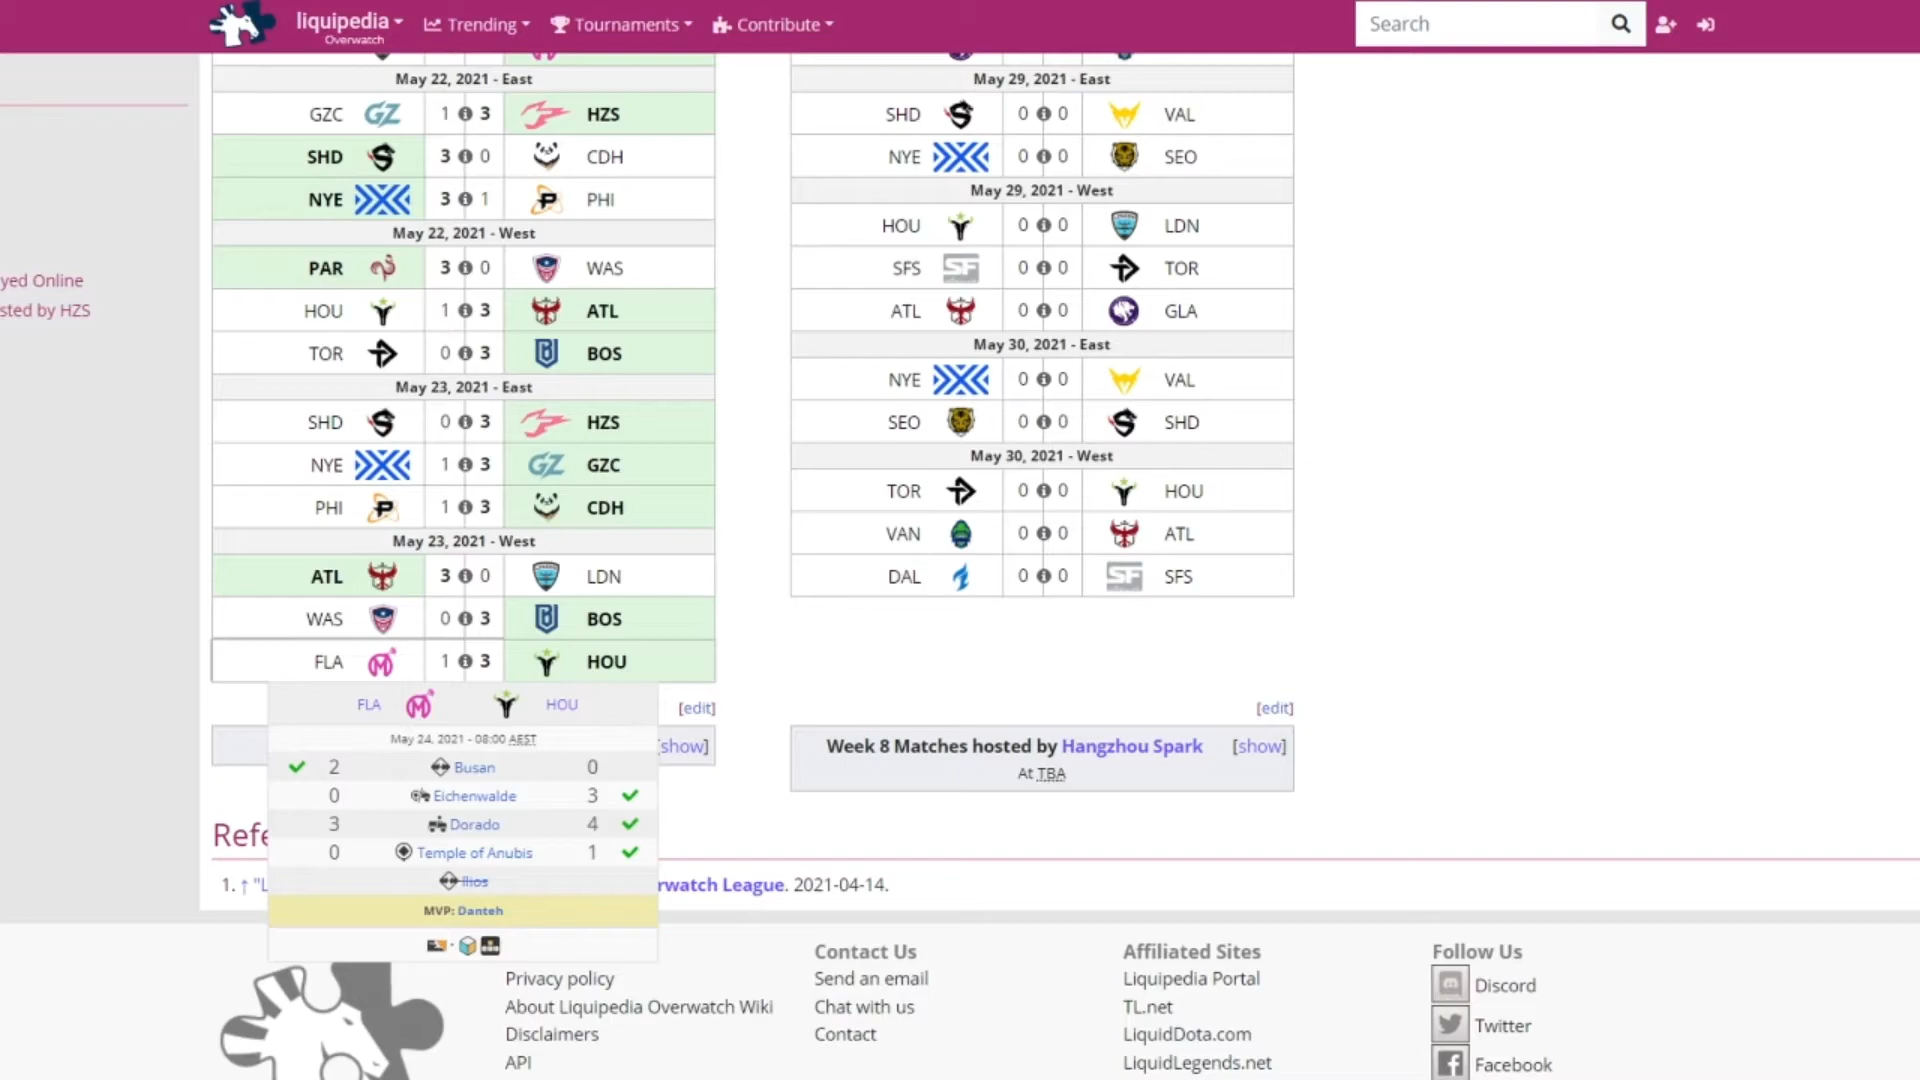 liquipedia Trending Tournaments Contribute Search
Overwatch
May 22, 2021 - East
GZC GZ 1 3 HZS
SHD 3 0 CDH
NYE 3 1 PHI
May 22, 2021 - West
PAR 3 0 WAS
HOU 1 3 ATL
TOR 0 3 BOS
May 23, 2021 - East
SHD 0 3 HZS
NYE 1 3 GZ GZC
PHI 1 3 CDH
May 23, 2021 - West
ATL 3 0 LDN
WAS 0 3 BOS
FLA 1 3 HOU
May 29, 2021 - East
SHD 0 0 VAL
NYE 0 0 SEO
May 29, 2021 - West
HOU 0 0 LDN
SFS SF 0 0 TOR
ATL 0 0 GLA
May 30, 2021 - East
NYE 0 0 VAL
SEO 0 0 SHD
May 30, 2021 - West
TOR 0 0 HOU
VAN 0 0 ATL
DAL 0 0 SF SFS
yed Online
sted by HZS
FLA HOU
May 24, 2021 - 08:00 AEST
2 Busan 0
0 Eichenwalde 3
3 Dorado 4
0 Temple of Anubis 1
Ilios
MVP: Danteh
[edit]
[show]
[edit]
Week 8 Matches hosted by Hangzhou Spark [show]
At TBA
Refe
1. ↑ "L rwatch League. 2021-04-14.
Privacy policy
About Liquipedia Overwatch Wiki
Disclaimers
API
Contact Us
Send an email
Chat with us
Contact
Affiliated Sites
Liquipedia Portal
TL.net
LiquidDota.com
LiquidLegends.net
Follow Us
Discord
Twitter
Facebook